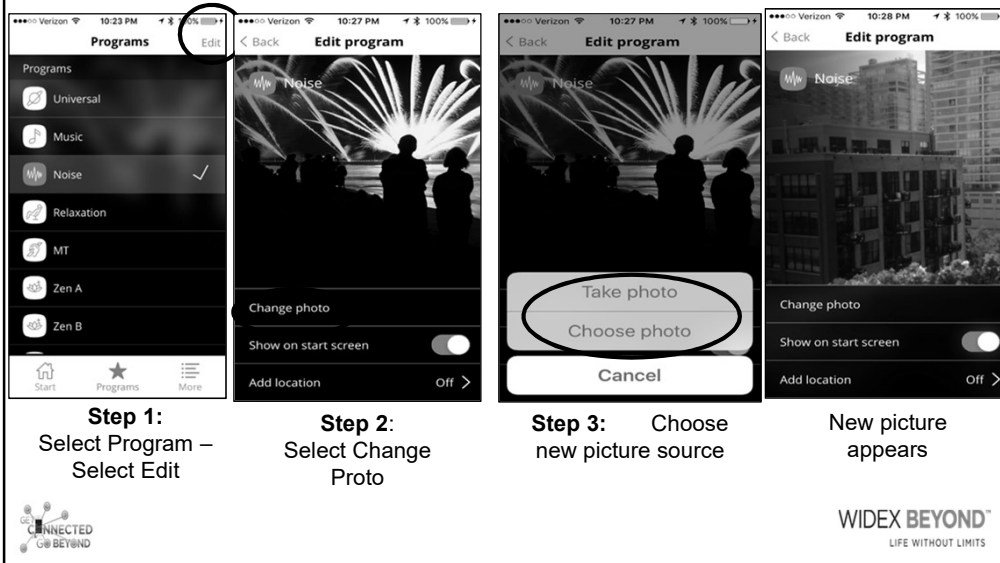 Verizon 10:23 PM 100%
Programs Edit
Programs
Universal
Music
Noise
Relaxation
MT
Zen A
Zen B
Start Programs More
Step 1:
Select Program –
Select Edit
Verizon 10:27 PM 100%
< Back Edit program
Noise
Change photo
Show on start screen
Add location Off >
Step 2:
Select Change
Proto
Verizon 10:27 PM 100%
< Back Edit program
Noise
Take photo
Choose photo
Cancel
Step 3: Choose
new picture source
Verizon 10:28 PM 100%
< Back Edit program
Noise
Change photo
Show on start screen
Add location Off >
New picture
appears
GET
CONNECTED
GO BEYOND
WIDEX BEYOND™
LIFE WITHOUT LIMITS